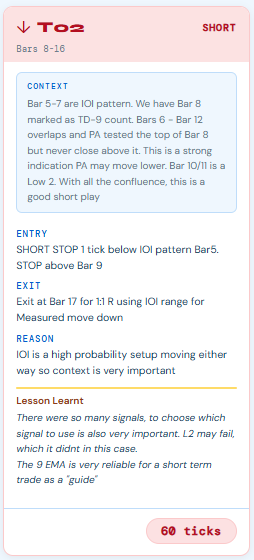 ↓ T02 SHORT
Bars 8-16
CONTEXT
Bar 5-7 are IOI pattern. We have Bar 8
marked as TD-9 count. Bars 6 - Bar 12
overlaps and PA tested the top of Bar 8
but never close above it. This is a strong
indication PA may move lower. Bar 10/11 is a
Low 2. With all the confluence, this is a
good short play
ENTRY
SHORT STOP 1 tick below IOI pattern Bar5.
STOP above Bar 9
EXIT
Exit at Bar 17 for 1:1 R using IOI range for
Measured move down
REASON
IOI is a high probability setup moving either
way so context is very important
Lesson Learnt
There were so many signals, to choose which
signal to use is also very important. L2 may fail,
which it didnt in this case.
The 9 EMA is very reliable for a short term
trade as a "guide"
60 ticks